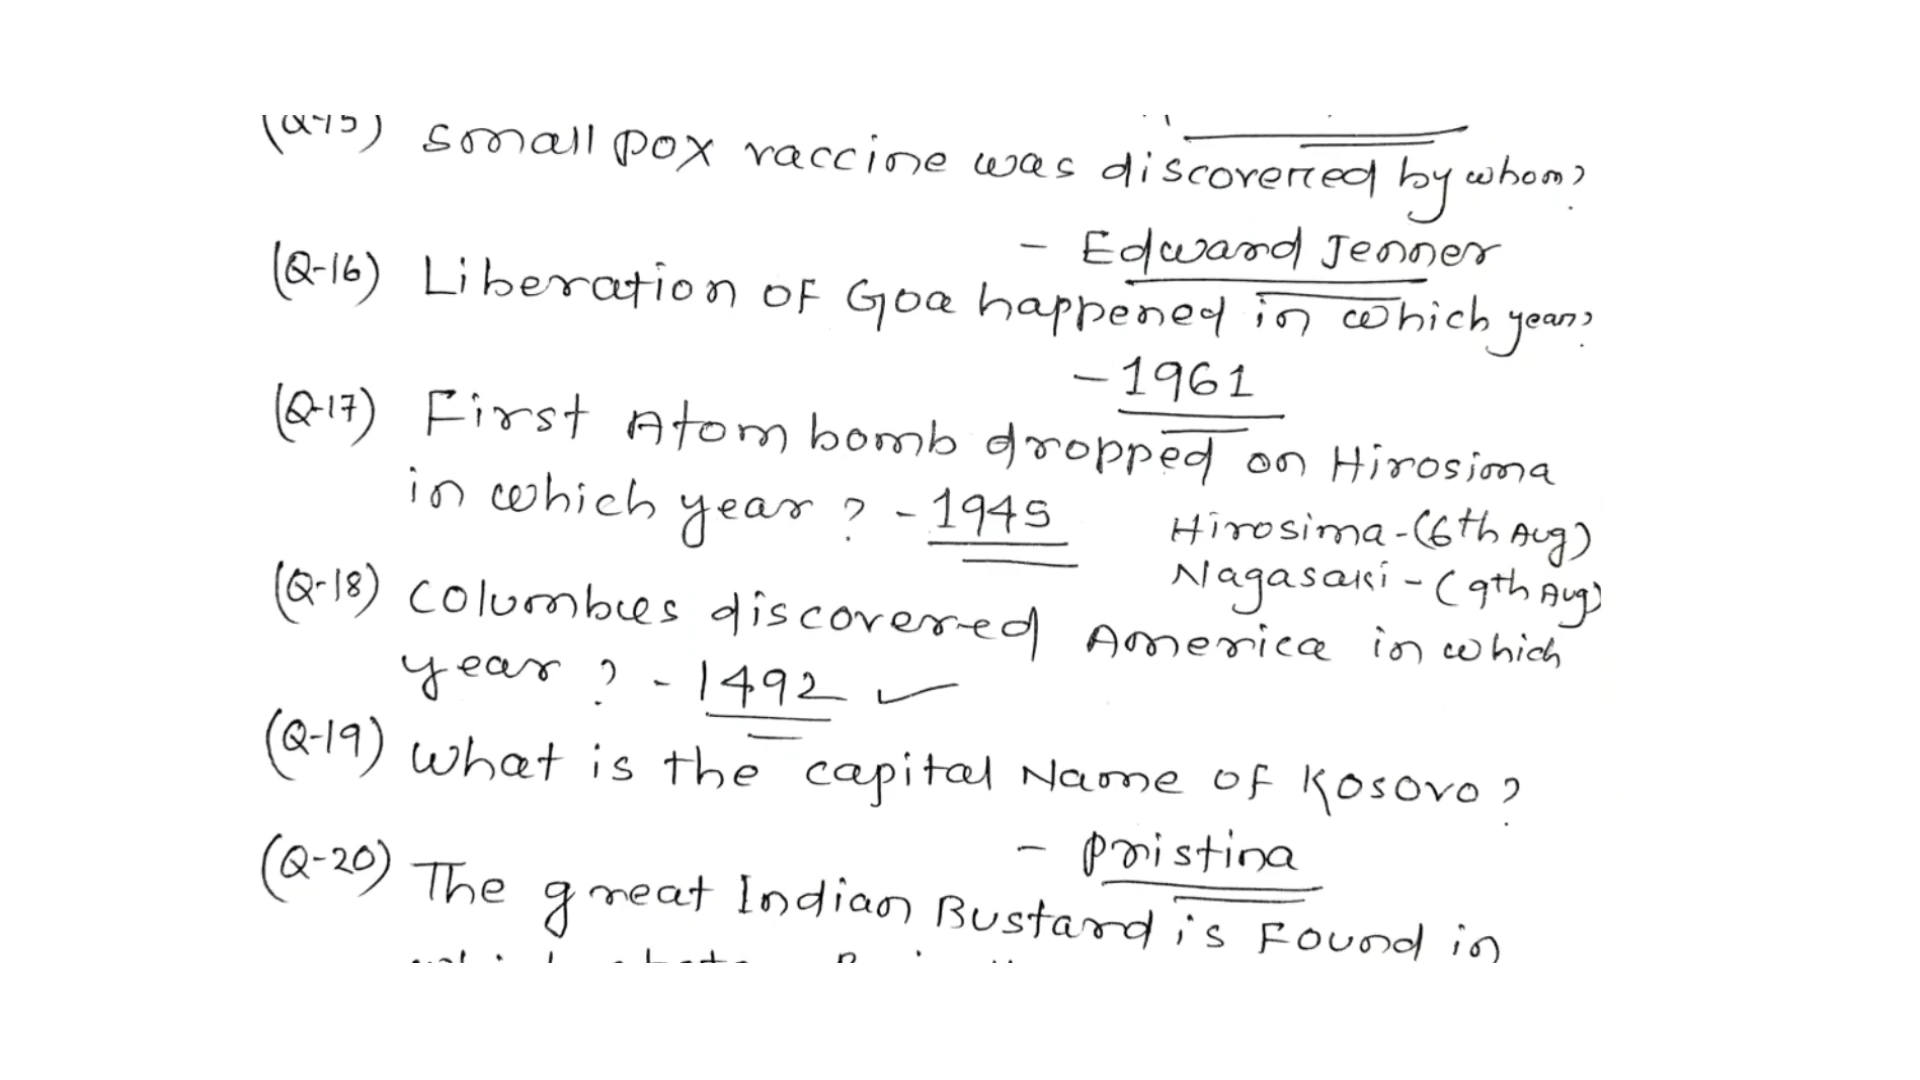 (Q-15) Small pox vaccine was discovered by whom?
- Edward Jenner
(Q-16) Liberation of Goa happened in which year?
- 1961
(Q-17) First Atom bomb dropped on Hirosima
in which year ? - 1945
Hirosima - (6th Aug)
Nagasaki - (9th Aug)
(Q-18) Columbus discovered America in which
year ? - 1492
(Q-19) What is the capital Name of Kosovo ?
- Pristina
(Q-20) The great Indian Bustard is Found in